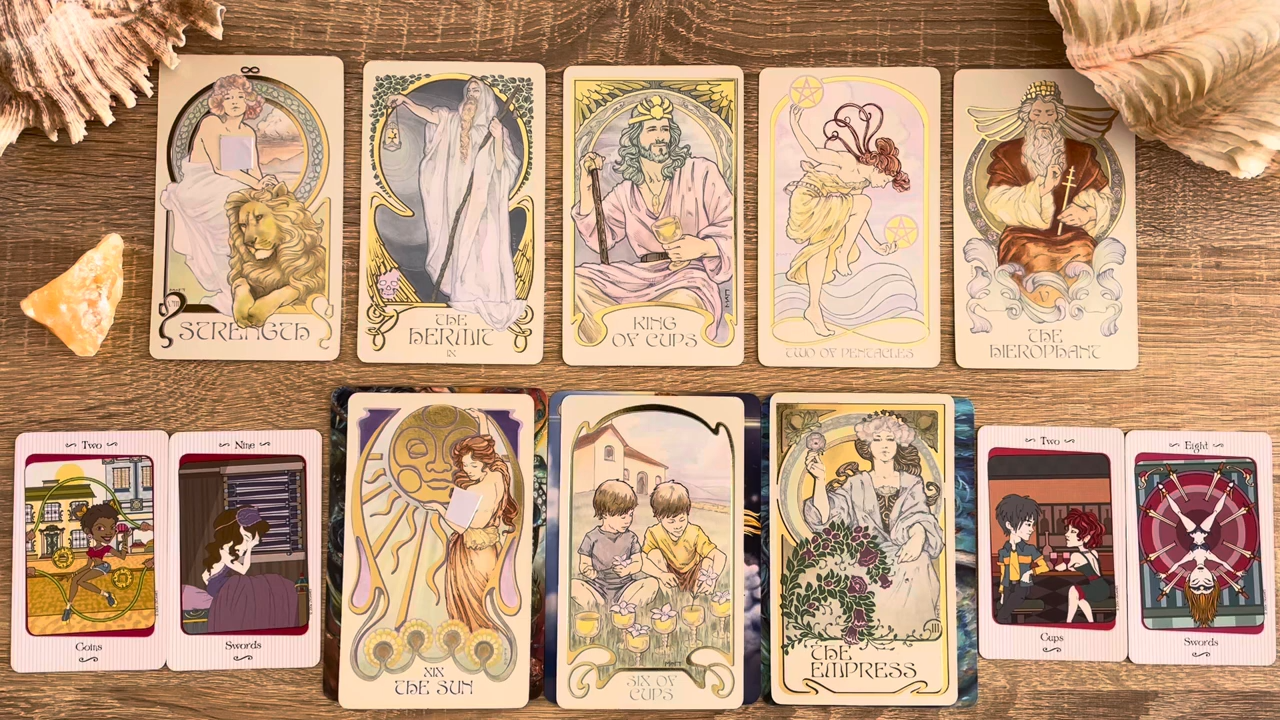 VIII
STRENGTH
THE
HERMIT
IX
KING
OF CUPS
TWO OF PENTACLES
V
THE
HIEROPHANT
Two
Coins
Nine
Swords
XIX
THE SUN
SIX OF
CUPS
III
THE
EMPRESS
Two
Cups
Eight
Swords